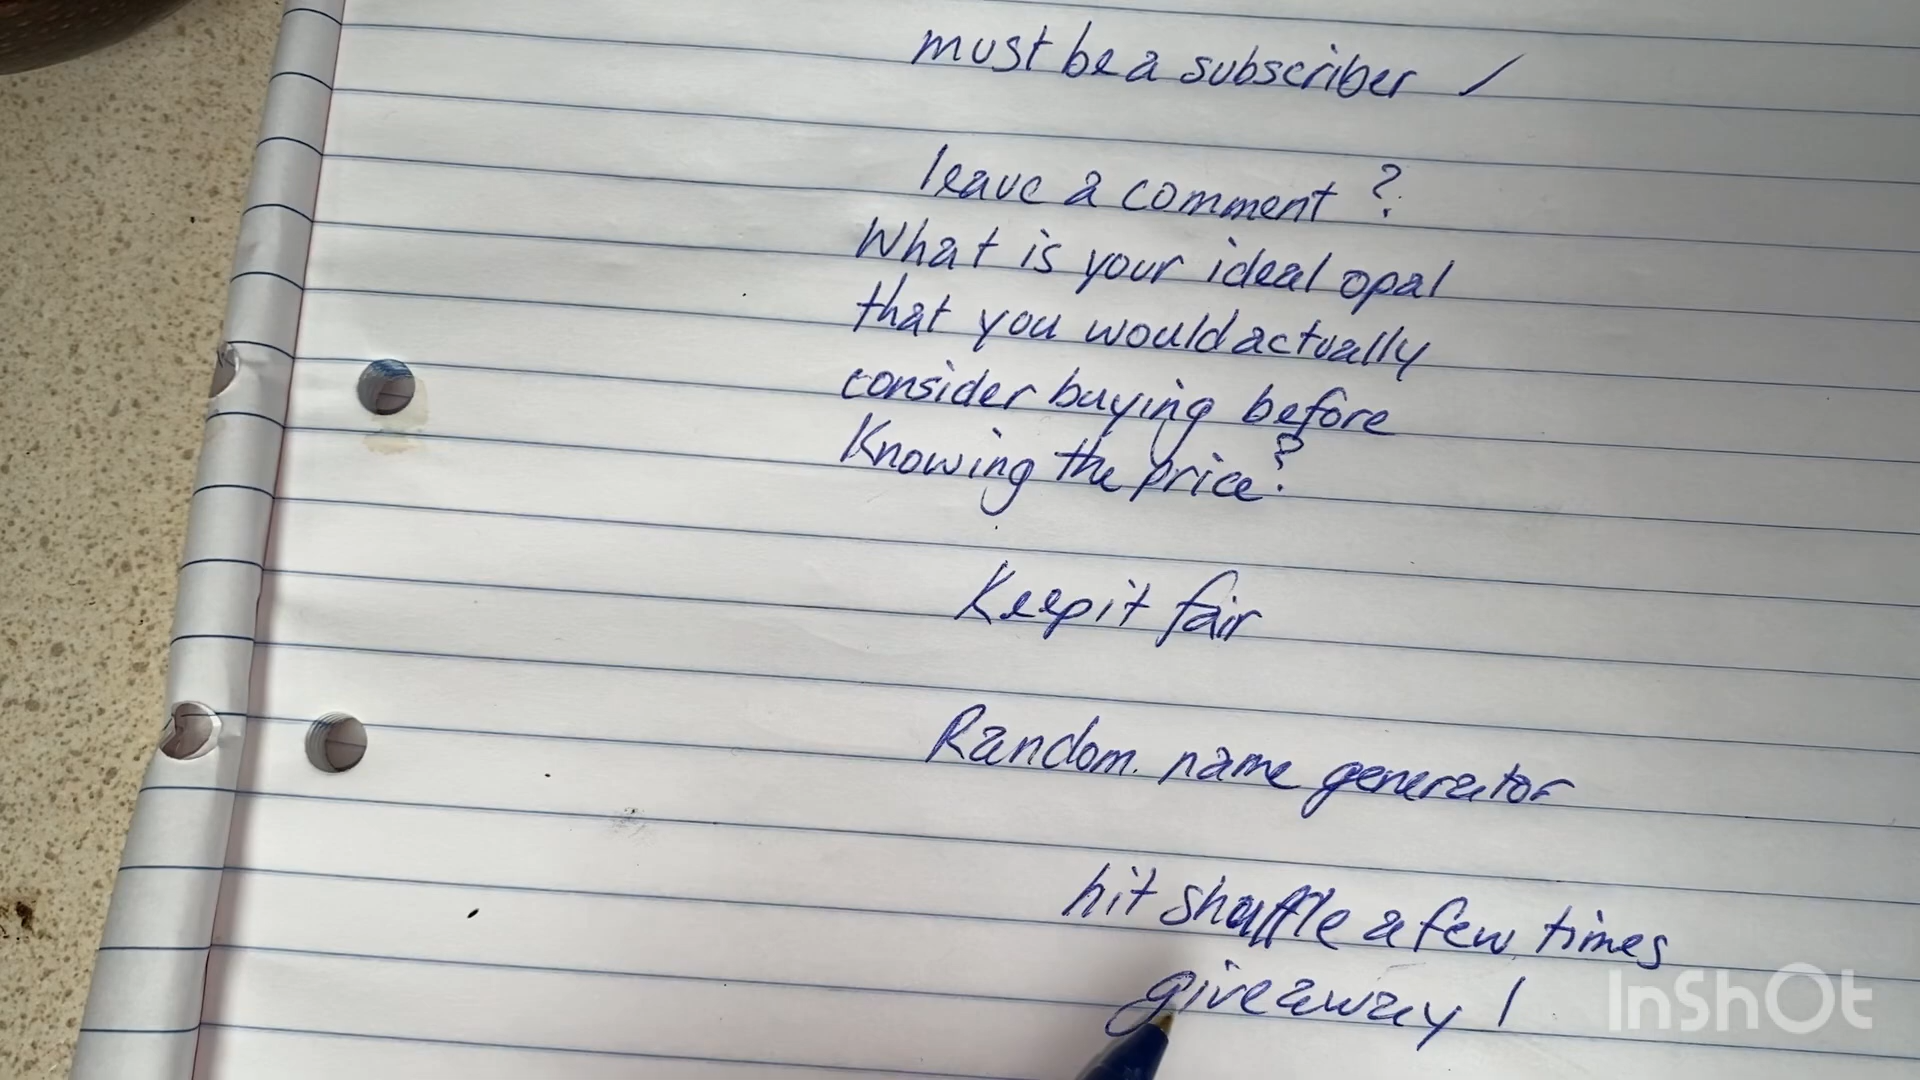 must be a subscriber /
leave a comment ?
What is your ideal opal
that you would actually
consider buying before
Knowing the price?
Keep it fair
Random name generator
hit shuffle a few times
giveaway 1
InShOt